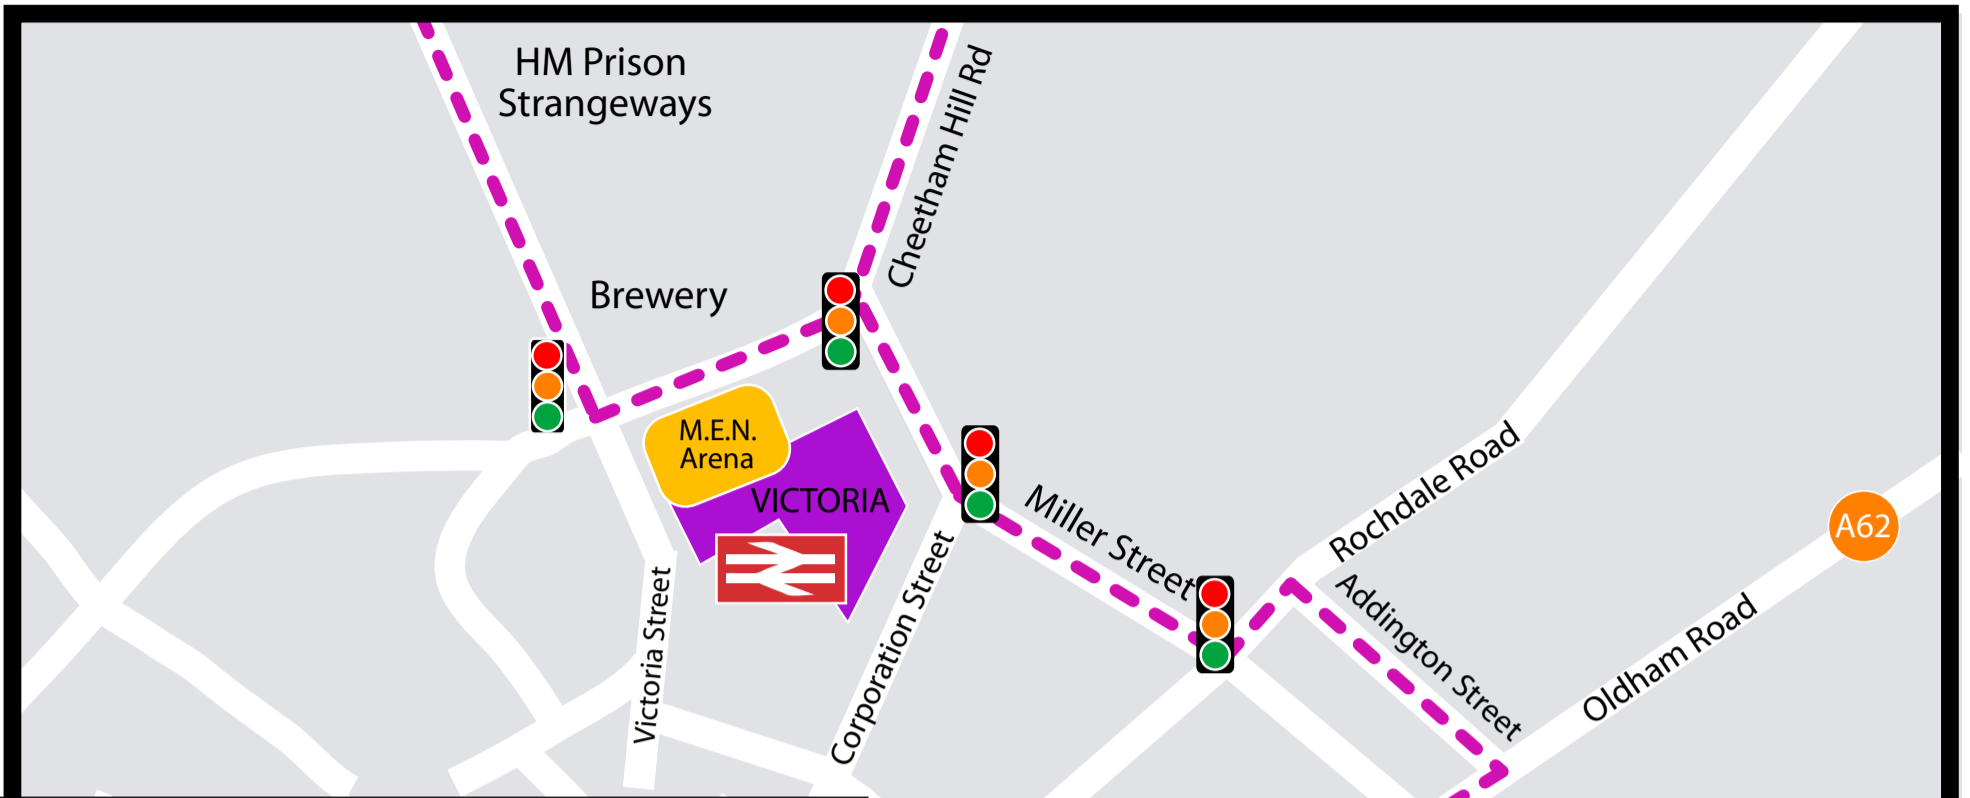 HM Prison
Strangeways
Cheetham Hill Rd
Brewery
M.E.N.
Arena
VICTORIA
Miller Street
Rochdale Road
A62
Victoria Street
Corporation Street
Addington Street
Oldham Road